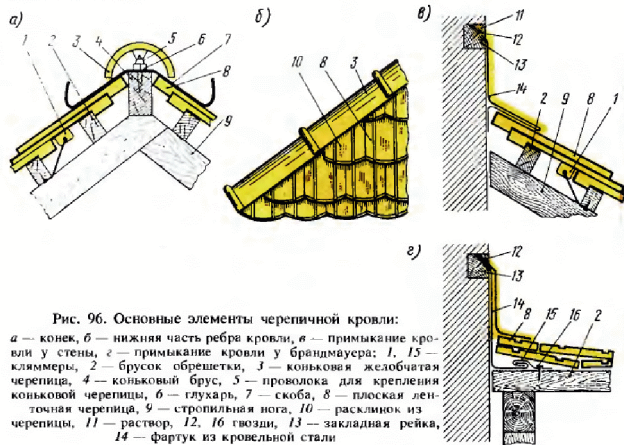 а)
1 2 3 4 5 6 7 8
9
б)
10 8 3
в)
11
12
13
14
2 9 8 1
г)
12
13
14
8 15 16 2
Рис. 96. Основные элементы черепичной кровли:
а — конек, б — нижняя часть ребра кровли, в — примыкание кро-
вли у стены, г — примыкание кровли у брандмауера; 1, 15 —
кляммеры, 2 — брусок обрешетки, 3 — коньковая желобчатая
черепица, 4 — коньковый брус, 5 — проволока для крепления
коньковой черепицы, 6 — глухарь, 7 — скоба, 8 — плоская лен-
точная черепица, 9 — стропильная нога, 10 — расклинок из
черепицы, 11 — раствор, 12, 16 гвозди, 13 — закладная рейка,
14 — фартук из кровельной стали